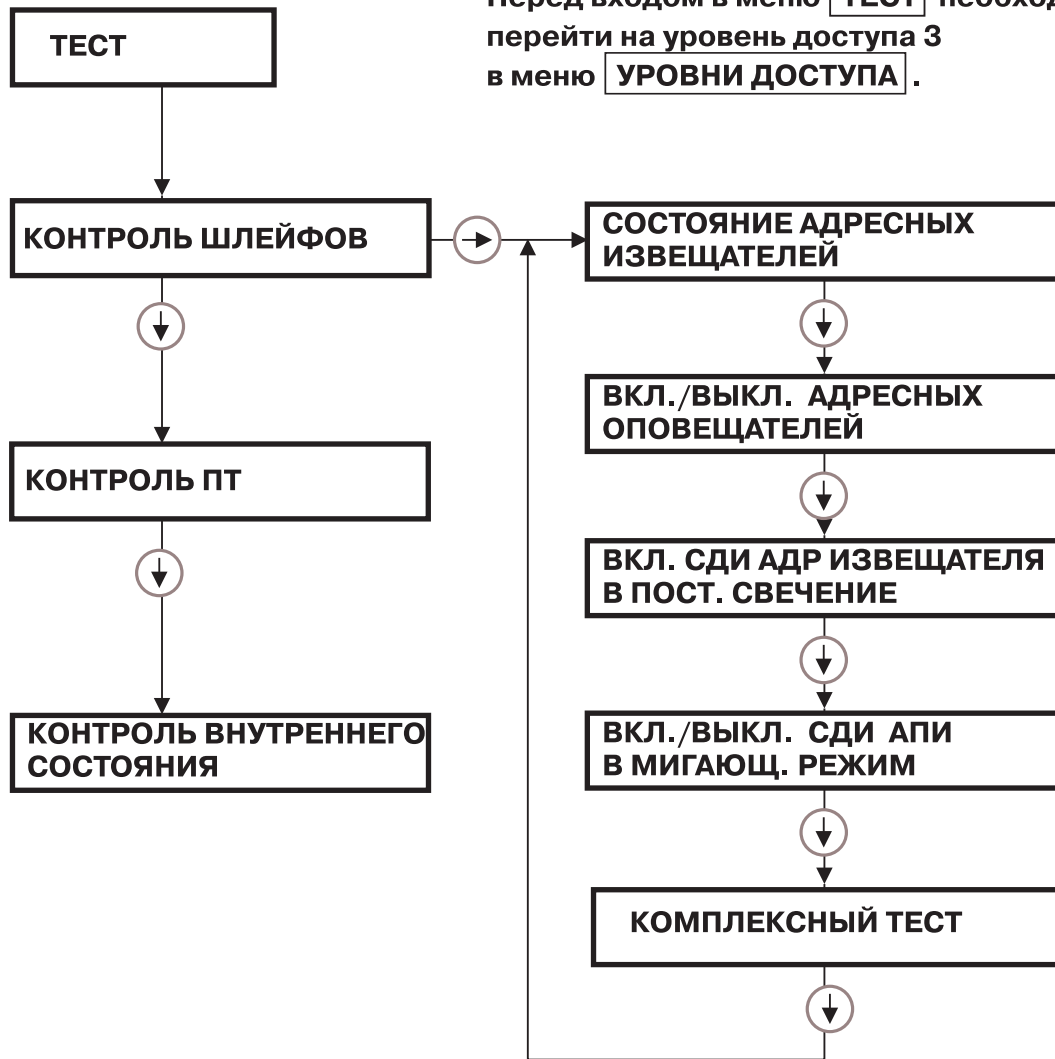 Перед входом в меню ТЕСТ
перейти на уровень доступа 3
в меню УРОВНИ ДОСТУПА .
ТЕСТ
КОНТРОЛЬ ШЛЕЙФОВ
КОНТРОЛЬ ПТ
КОНТРОЛЬ ВНУТРЕННЕГО
СОСТОЯНИЯ
СОСТОЯНИЕ АДРЕСНЫХ
ИЗВЕЩАТЕЛЕЙ
ВКЛ./ВЫКЛ. АДРЕСНЫХ
ОПОВЕЩАТЕЛЕЙ
ВКЛ. СДИ АДР ИЗВЕЩАТЕЛЯ
В ПОСТ. СВЕЧЕНИЕ
ВКЛ./ВЫКЛ. СДИ АПИ
В МИГАЮЩ. РЕЖИМ
КОМПЛЕКСНЫЙ ТЕСТ